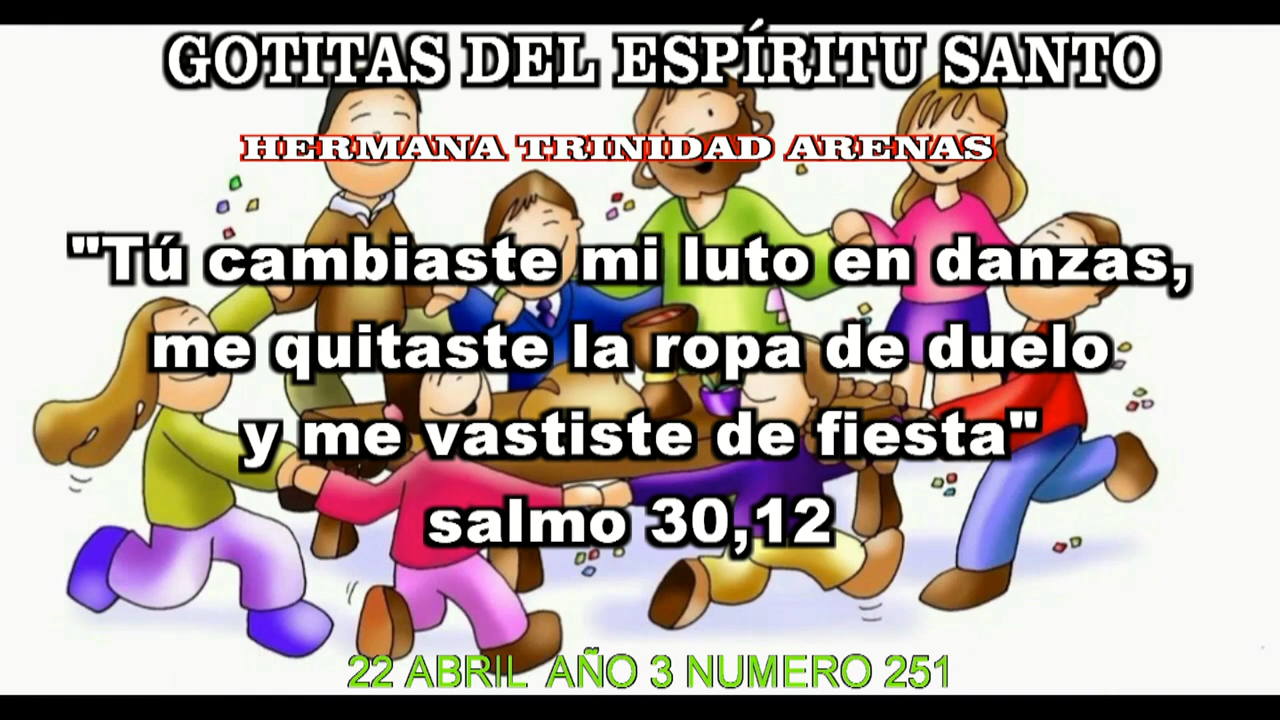 GOTITAS DEL ESPÍRITU SANTO
HERMANA TRINIDAD ARENAS
"Tú cambiaste mi luto en danzas,
me quitaste la ropa de duelo
y me vastiste de fiesta"
salmo 30,12
22 ABRIL AÑO 3 NUMERO 251